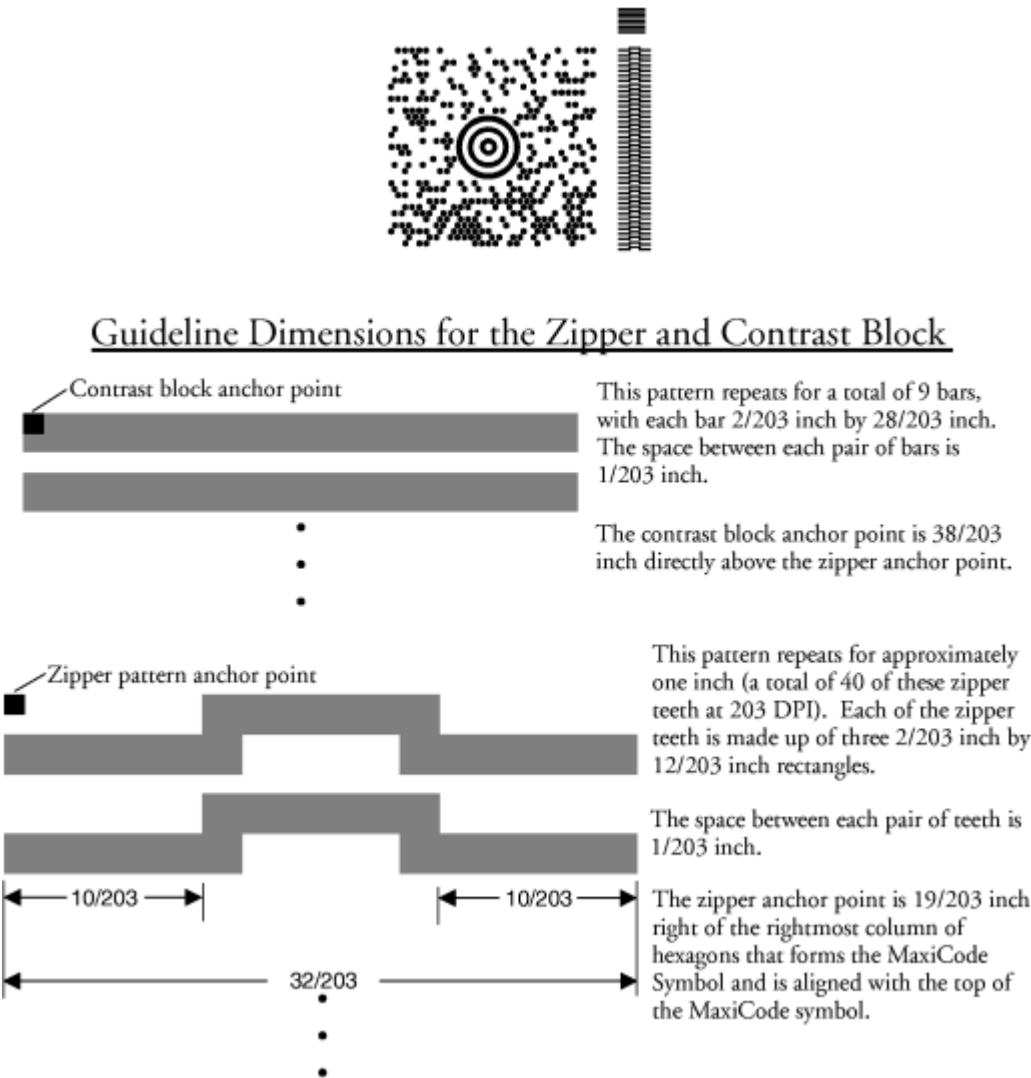 Guideline Dimensions for the Zipper and Contrast Block
Contrast block anchor point
This pattern repeats for a total of 9 bars,
with each bar 2/203 inch by 28/203 inch.
The space between each pair of bars is
1/203 inch.
The contrast block anchor point is 38/203
inch directly above the zipper anchor point.
Zipper pattern anchor point
This pattern repeats for approximately
one inch (a total of 40 of these zipper
teeth at 203 DPI). Each of the zipper
teeth is made up of three 2/203 inch by
12/203 inch rectangles.
The space between each pair of teeth is
1/203 inch.
10/203
10/203
32/203
The zipper anchor point is 19/203 inch
right of the rightmost column of
hexagons that forms the MaxiCode
Symbol and is aligned with the top of
the MaxiCode symbol.